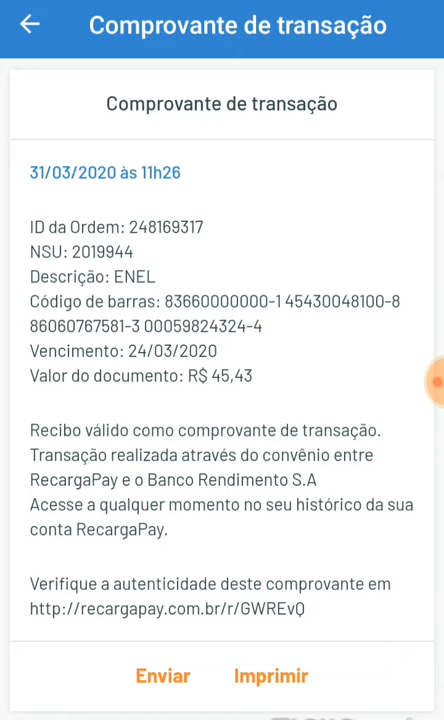 Comprovante de transação
Comprovante de transação
31/03/2020 às 11h26
ID da Ordem: 248169317
NSU: 2019944
Descrição: ENEL
Código de barras: 83660000000-1 45430048100-8
86060767581-3 00059824324-4
Vencimento: 24/03/2020
Valor do documento: R$ 45,43
Recibo válido como comprovante de transação.
Transação realizada através do convênio entre
RecargaPay e o Banco Rendimento S.A
Acesse a qualquer momento no seu histórico da sua
conta RecargaPay.
Verifique a autenticidade deste comprovante em
http://recargapay.com.br/r/GWREvQ
Enviar Imprimir